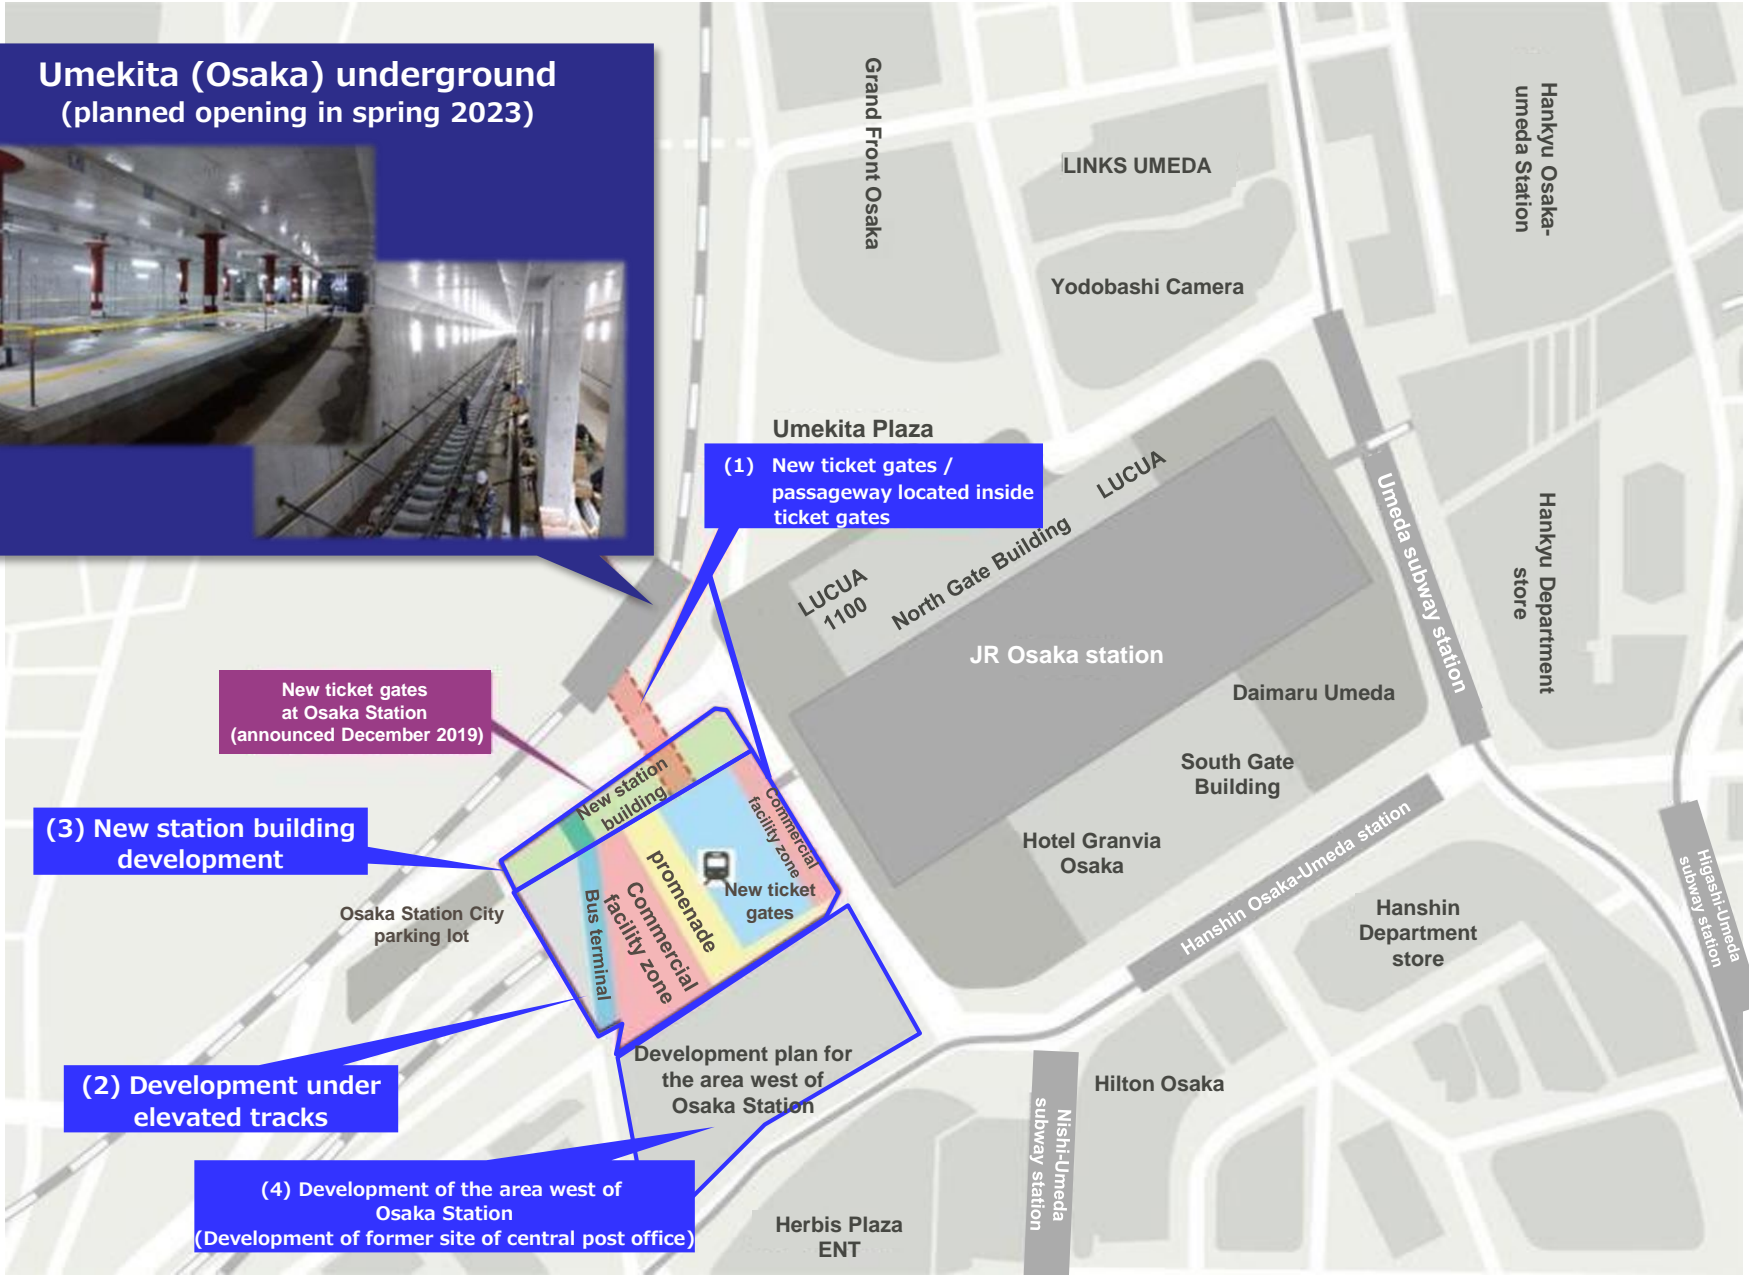 Umekita (Osaka) underground
(planned opening in spring 2023)
Grand Front Osaka
LINKS UMEDA
Yodobashi Camera
Hankyu Osaka-
umeda Station
Umekita Plaza
(1) New ticket gates /
passageway located inside
ticket gates
LUCUA
LUCUA
1100
North Gate Building
JR Osaka station
Umeda subway station
Hankyu Department
store
New ticket gates
at Osaka Station
(announced December 2019)
Daimaru Umeda
South Gate
Building
Hotel Granvia
Osaka
Hanshin Osaka-Umeda station
Higashi-Umeda
subway station
Hanshin
Department
store
(3) New station building
development
New station
building
Commercial
facility zone
New ticket
gates
promenade
Commercial
facility zone
Bus terminal
Osaka Station City
parking lot
(2) Development under
elevated tracks
Development plan for
the area west of
Osaka Station
Hilton Osaka
Nishi-Umeda
subway station
(4) Development of the area west of
Osaka Station
(Development of former site of central post office)
Herbis Plaza
ENT